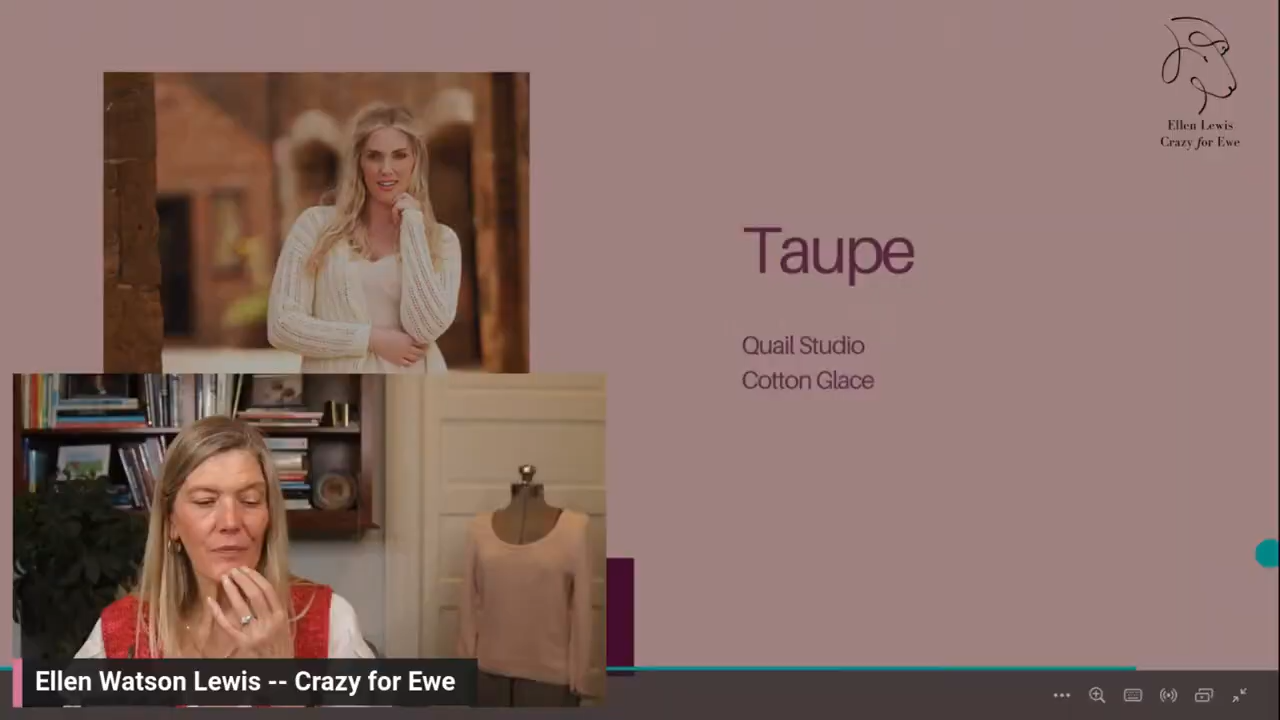 Ellen Lewis
Crazy for Ewe
Taupe
Quail Studio
Cotton Glace
Ellen Watson Lewis -- Crazy for Ewe